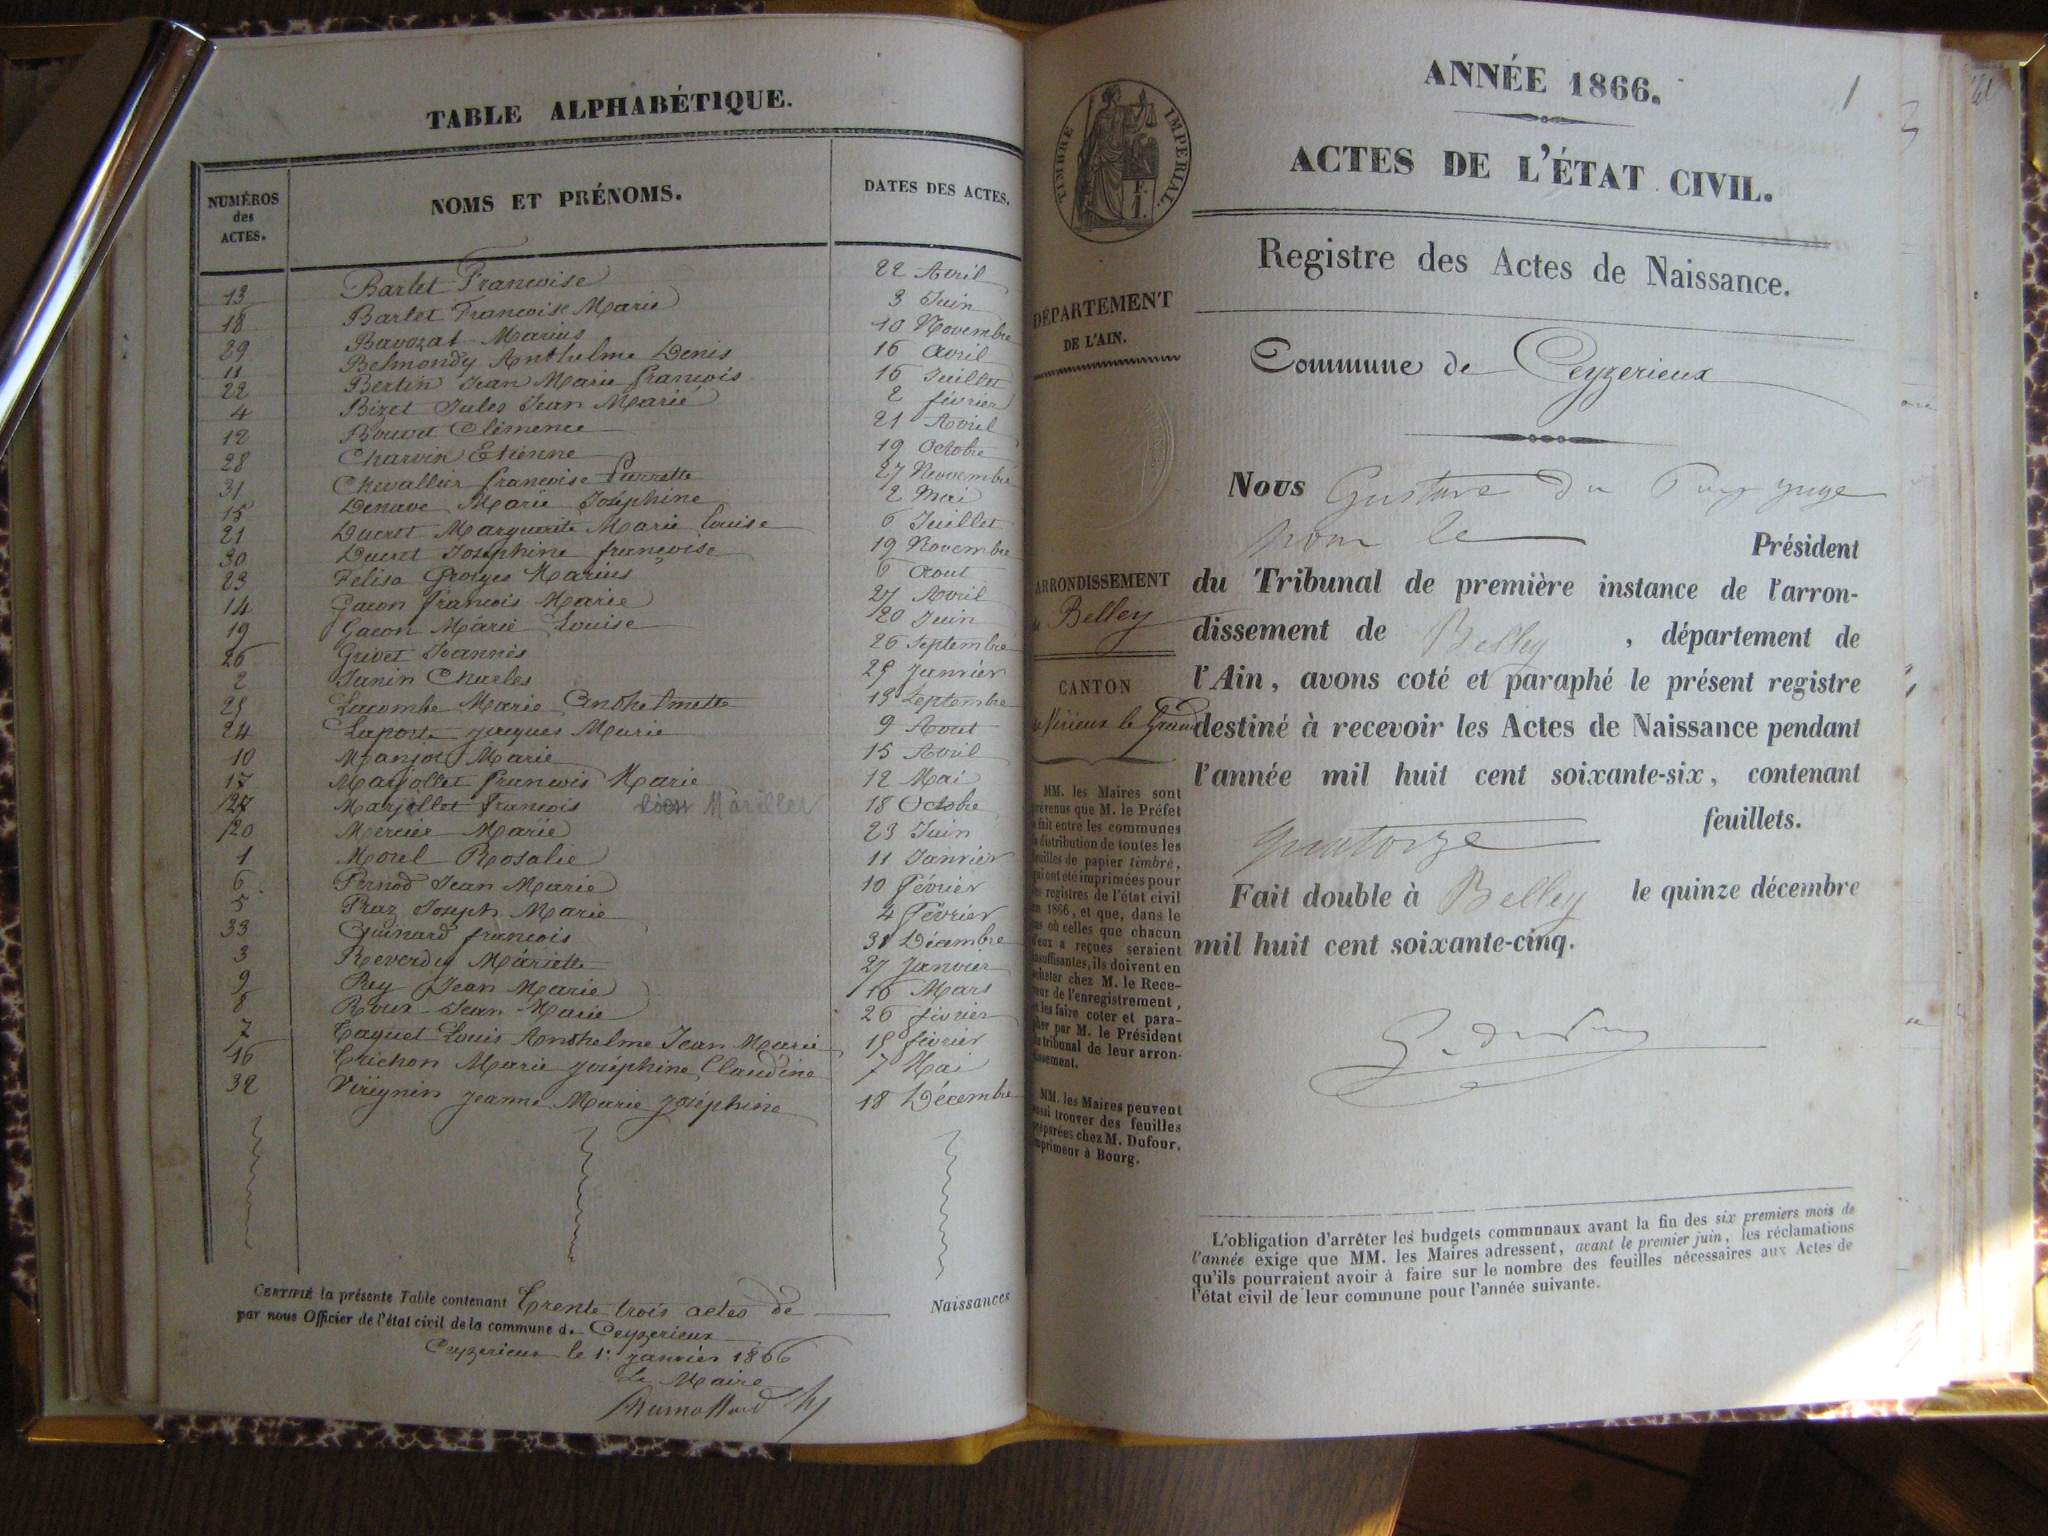 TABLE ALPHABÉTIQUE.
NUMÉROS
des
ACTES.
NOMS ET PRÉNOMS.
DATES DES ACTES.
13 Barlet Francoise 22 Avril
18 Barlet Francoise Marie 3 Juin
29 Bavozat Marius 10 Novembre
11 Belmondy Anthelme Denis 16 Avril
22 Bertin Jean Marie François 16 Juillet
4 Bizet Jules Jean Marie 2 février
12 Bouvet Clémence 21 Avril
28 Charvin Etienne 19 Octobre
31 Chevallier françoise Pierrette 27 Novembre
15 Denave Marie Joséphine 2 Mai
21 Ducret Marguerite Marie Louise 6 Juillet
30 Ducret Joséphine françoise 19 Novembre
23 Felisa Georges Marius 6 Aout
14 Gacon françois Marie 27 Avril
19 Gacon Marie Louise 20 Juin
26 Grivet Joannès 26 Septembre
2 Janin Charles 25 Janvier
25 Lacombe Marie Anthelmette 13 Septembre
24 Laporte Jacques Marie 9 Aout
10 Manjot Marie 15 Avril
17 Marjollet françois Marie 12 Mai
27 Marjollet françois 18 Octobre
20 Mercier Marie 23 Juin
1 Morel Rosalie 11 Janvier
6 Pernod Jean Marie 10 Février
5 Praz Joseph Marie 4 Février
33 Quinard françois 31 Décembre
3 Reverdy Mariette 27 Janvier
9 Rey Jean Marie 16 Mars
8 Roux Jean Marie 26 février
7 Taquet Louis Anthelme Jean Marie 15 février
16 Trichon Marie Joséphine Claudine 7 Mai
32 Virignin Jeanne Marie Joséphine 18 Décembre
CERTIFIÉ la présente Table contenant Trente trois actes de Naissances
par nous Officier de l'état civil de la commune d. Ceyzerieux
Ceyzerieux le 1er janvier 1866
Le Maire
1
ANNÉE 1866.
ACTES DE L'ÉTAT CIVIL.
TIMBRE IMPÉRIAL.
Registre des Actes de Naissance.
DÉPARTEMENT
DE L'AIN.
Commune de Ceyzerieux
Nous Gustave du Puy juge
pour le Président
ARRONDISSEMENT
Belley
du Tribunal de première instance de l'arron-
dissement de Belley, département de
l'Ain, avons coté et paraphé le présent registre
CANTON
Virieux le Grand
destiné à recevoir les Actes de Naissance pendant
l'année mil huit cent soixante-six, contenant
quatorze feuillets.
Fait double à Belley le quinze décembre
mil huit cent soixante-cinq.
G. du Puy
MM. les Maires sont
prévenus que M. le Préfet
a fait entre les communes
la distribution de toutes les
feuilles de papier timbré,
qui ont été imprimées pour
les registres de l'état civil
en 1866, et que, dans le
cas où celles que chacun
d'eux a reçues seraient
insuffisantes, ils doivent en
acheter chez M. le Rece-
veur de l'enregistrement,
et les faire coter et para-
pher par M. le Président
du tribunal de leur arron-
dissement.
MM. les Maires peuvent
aussi trouver des feuilles
préparées chez M. Dufour,
imprimeur à Bourg.
L'obligation d'arrêter les budgets communaux avant la fin des six premiers mois de
l'année exige que MM. les Maires adressent, avant le premier juin, les réclamations
qu'ils pourraient avoir à faire sur le nombre des feuilles nécessaires aux Actes de
l'état civil de leur commune pour l'année suivante.